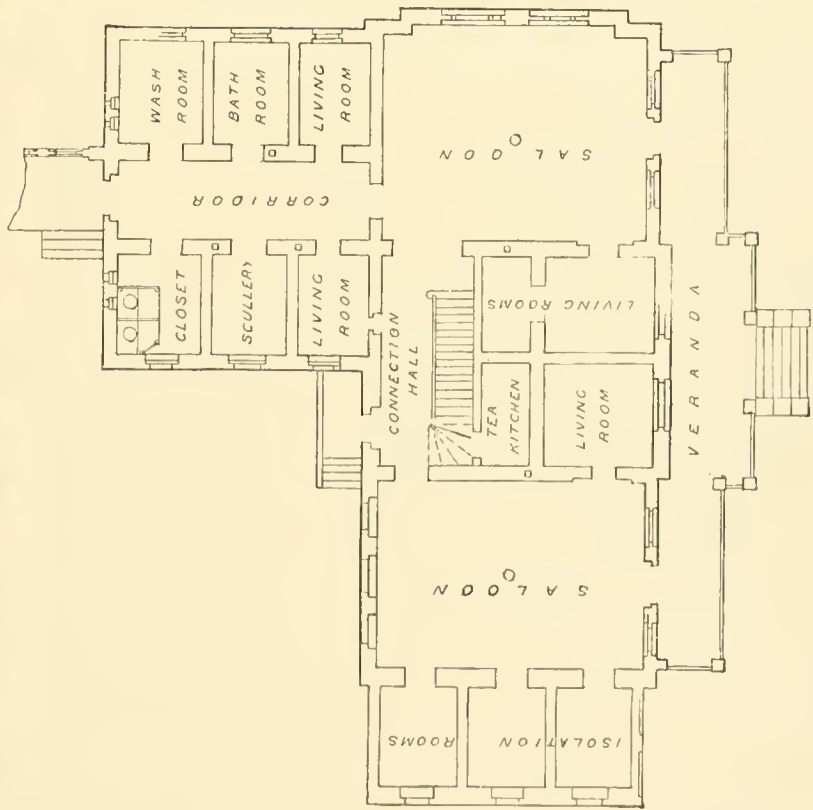 WASH
ROOM
BATH
ROOM
LIVING
ROOM
SALOON
CORRIDOR
CLOSET
SCULLERY
LIVING
ROOM
CONNECTION
HALL
LIVING ROOMS
TEA
KITCHEN
LIVING
ROOM
VERANDA
SALOON
ISOLATION
ROOMS